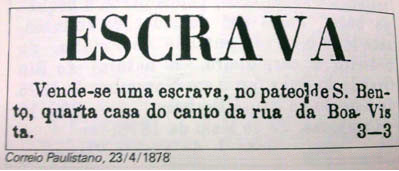 ESCRAVA
Vende-se uma escrava, no pateo de S. Ben-
to, quarta casa do canto da rua da Boa Vis
ta. 3—3
Correio Paulistano, 23/4/1878